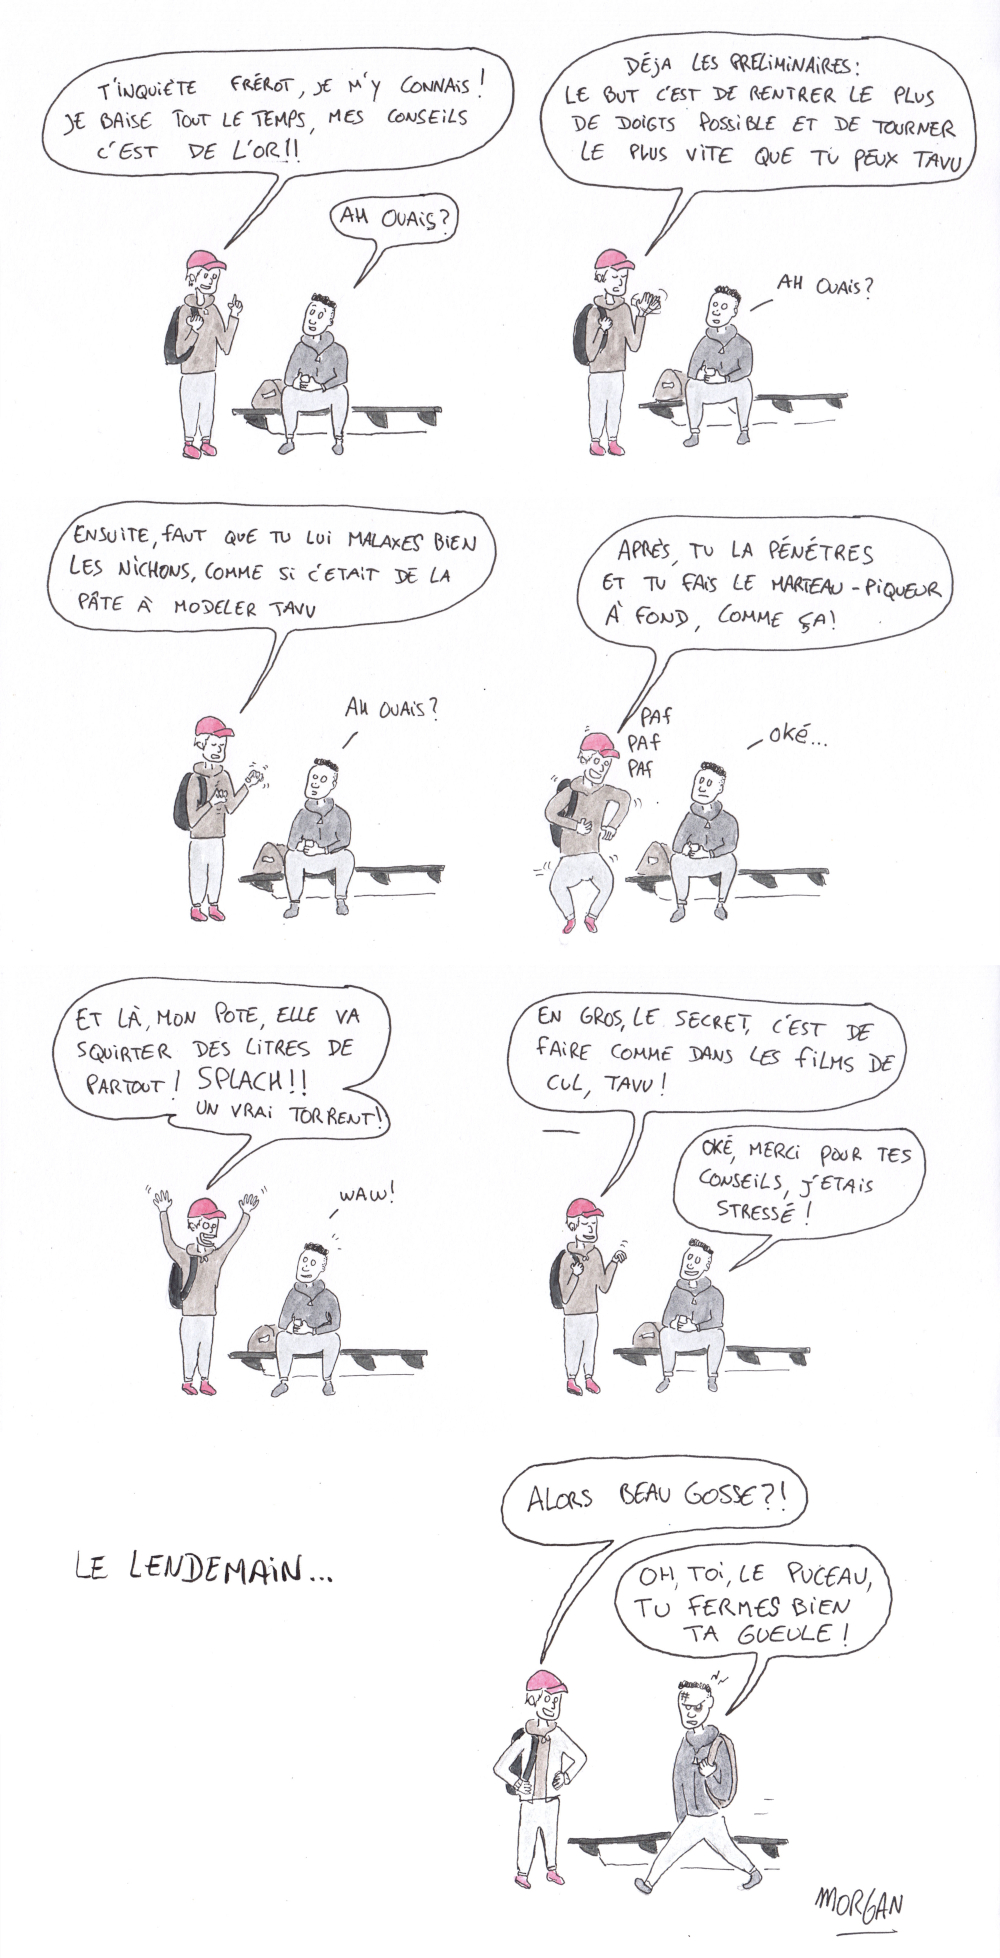 T'INQUIÈTE FRÉROT, JE M'Y CONNAIS !
JE BAISE TOUT LE TEMPS, MES CONSEILS
C'EST DE L'OR !!
AH OUAIS ?
DÉJA LES PRÉLIMINAIRES :
LE BUT C'EST DE RENTRER LE PLUS
DE DOIGTS POSSIBLE ET DE TOURNER
LE PLUS VITE QUE TU PEUX TAVU
AH OUAIS ?
ENSUITE, FAUT QUE TU LUI MALAXES BIEN
LES NICHONS, COMME SI C'ETAIT DE LA
PÂTE À MODELER TAVU
AH OUAIS ?
APRÈS, TU LA PÉNÉTRES
ET TU FAIS LE MARTEAU-PIQUEUR
À FOND, COMME ÇA !
PAF
PAF
PAF
OKÉ...
ET LÀ, MON POTE, ELLE VA
SQUIRTER DES LITRES DE
PARTOUT ! SPLACH !!
UN VRAI TORRENT !
WAW !
EN GROS, LE SECRET, C'EST DE
FAIRE COMME DANS LES FILMS DE
CUL, TAVU !
OKÉ, MERCI POUR TES
CONSEILS, J'ETAIS
STRESSÉ !
LE LENDEMAIN...
ALORS BEAU GOSSE ?!
OH, TOI, LE PUCEAU,
TU FERMES BIEN
TA GUEULE !
MORGAN